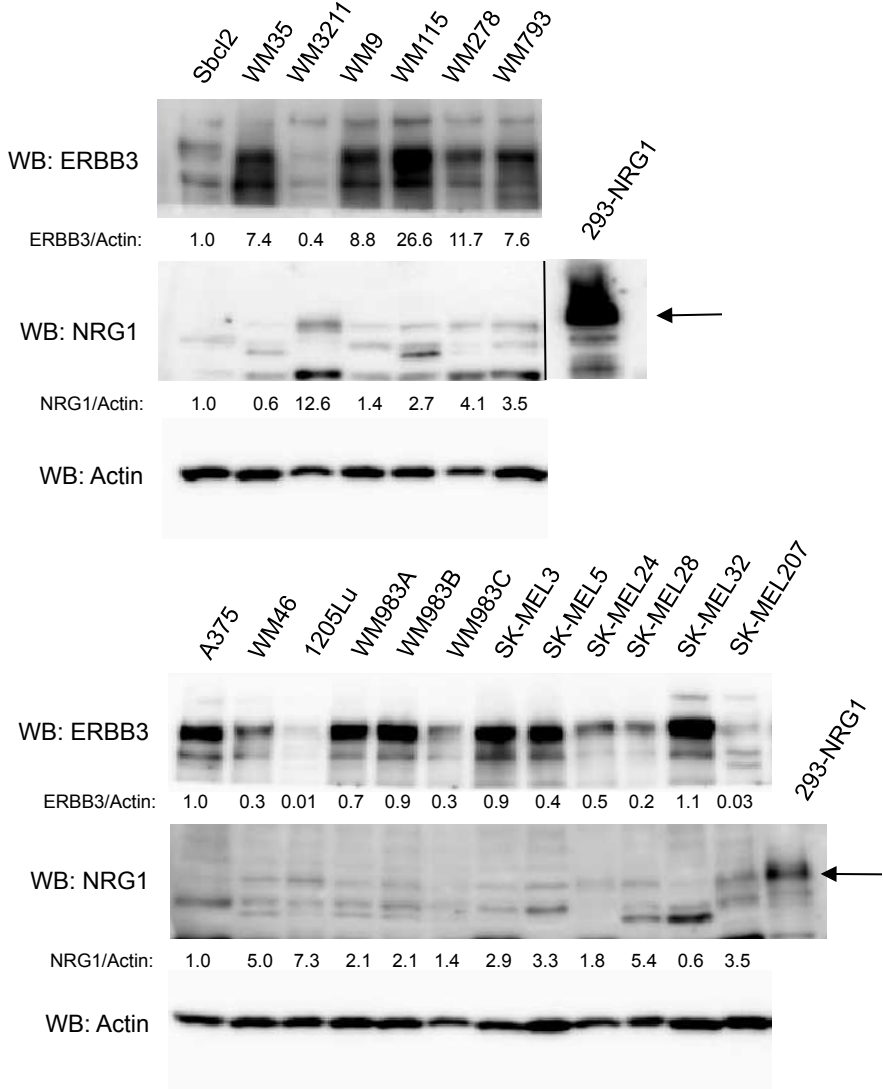 Sbcl2 WM35 WM3211 WM9 WM115 WM278 WM793
293-NRG1
WB: ERBB3
ERBB3/Actin: 1.0 7.4 0.4 8.8 26.6 11.7 7.6
WB: NRG1
NRG1/Actin: 1.0 0.6 12.6 1.4 2.7 4.1 3.5
WB: Actin
A375 WM46 1205Lu WM983A WM983B WM983C SK-MEL3 SK-MEL5 SK-MEL24 SK-MEL28 SK-MEL32 SK-MEL207
293-NRG1
WB: ERBB3
ERBB3/Actin: 1.0 0.3 0.01 0.7 0.9 0.3 0.9 0.4 0.5 0.2 1.1 0.03
WB: NRG1
NRG1/Actin: 1.0 5.0 7.3 2.1 2.1 1.4 2.9 3.3 1.8 5.4 0.6 3.5
WB: Actin